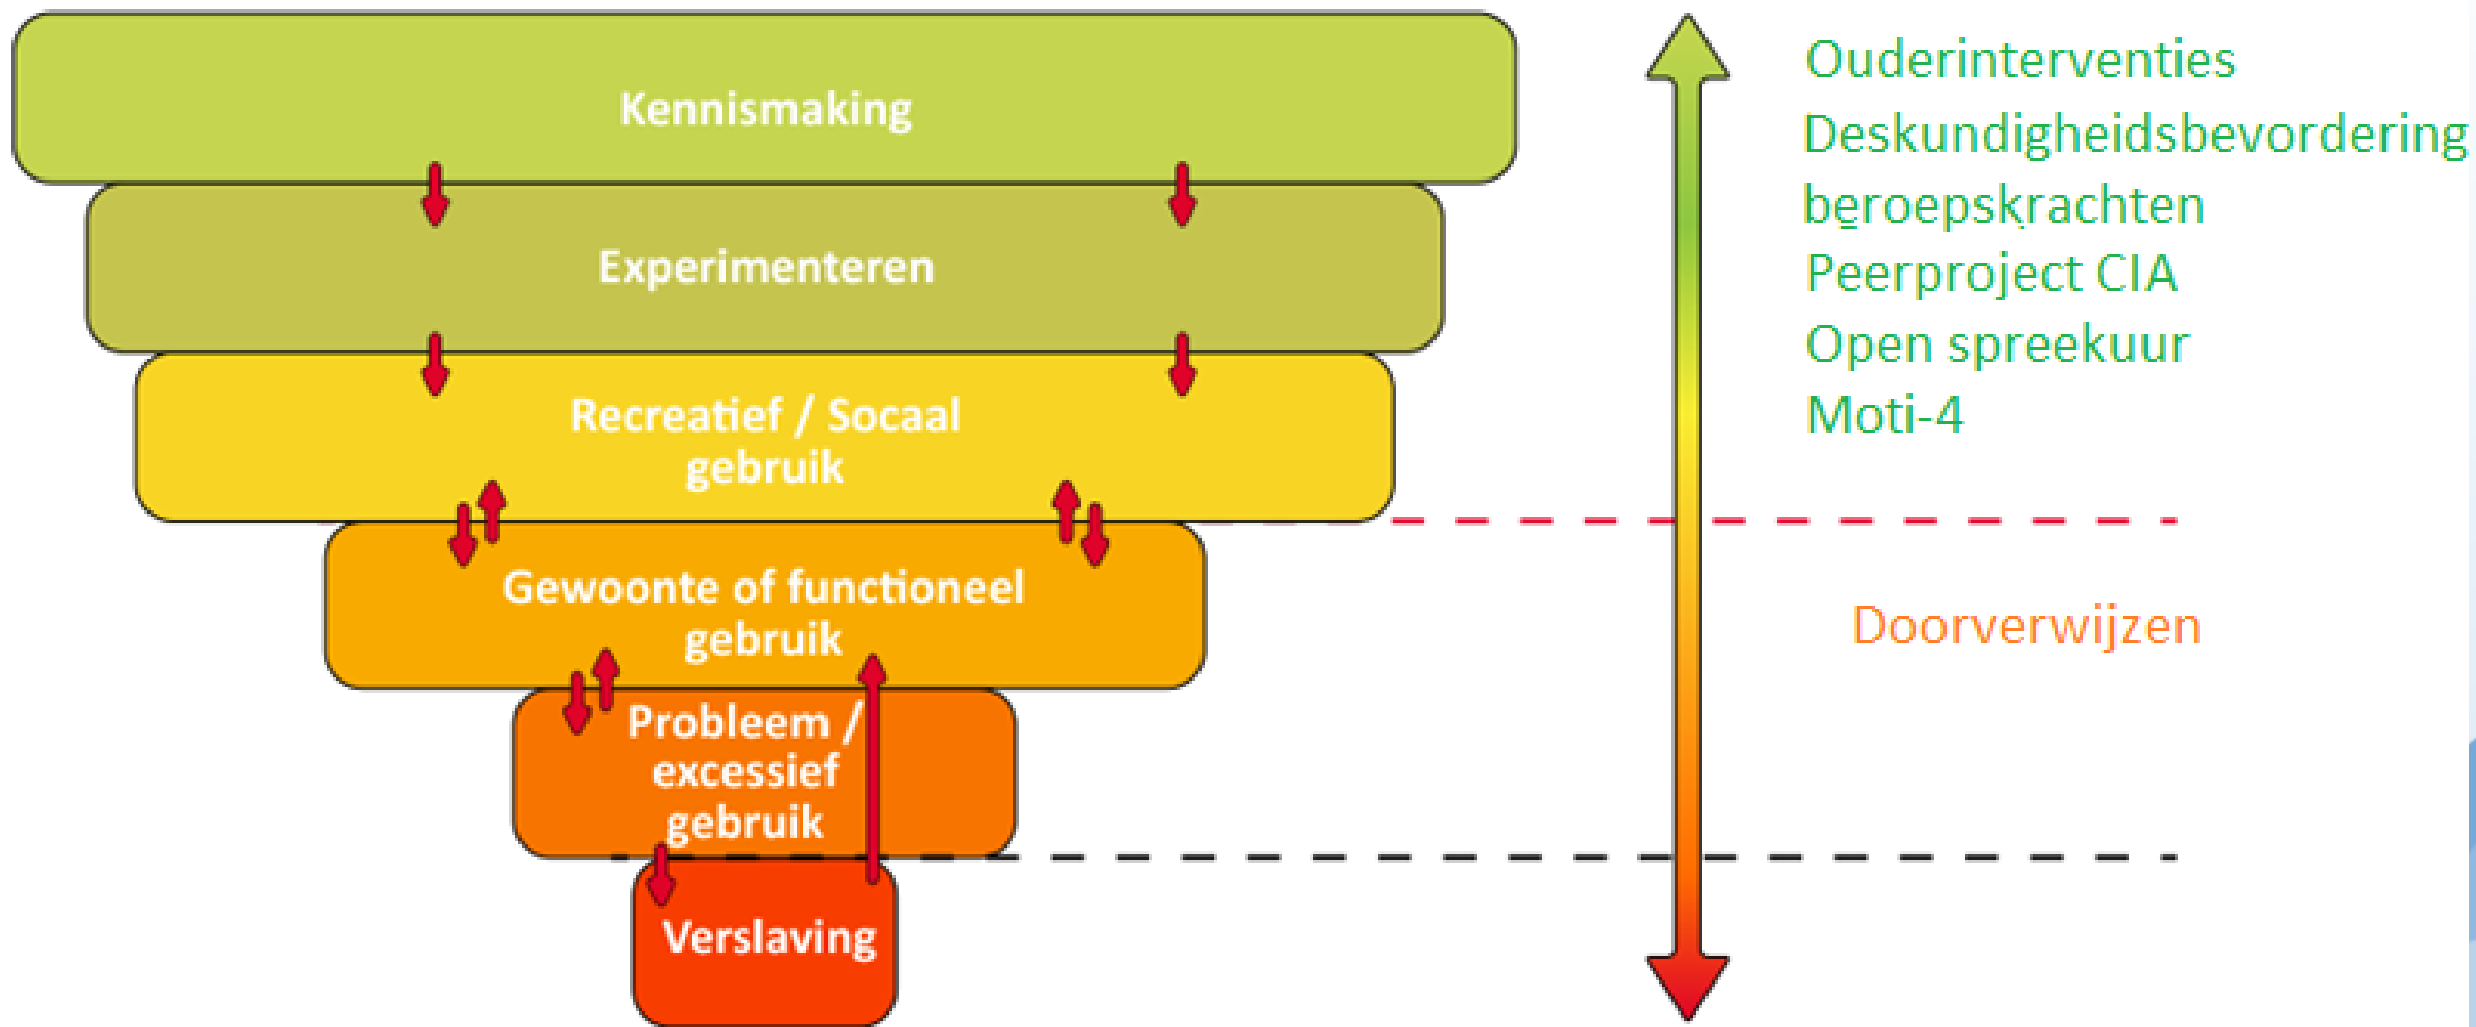 Kennismaking
Experimenteren
Recreatief / Socaal
gebruik
Gewoonte of functioneel
gebruik
Probleem /
excessief
gebruik
Verslaving
Ouderinterventies
Deskundigheidsbevordering
beroepskrachten
Peerproject CIA
Open spreekuur
Moti-4
Doorverwijzen